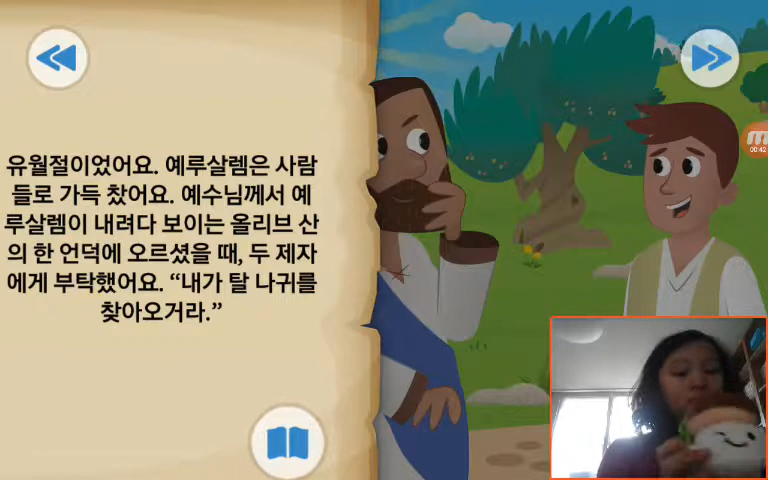 유월절이었어요. 예루살렘은 사람
들로 가득 찼어요. 예수님께서 예
루살렘이 내려다 보이는 올리브 산
의 한 언덕에 오르셨을 때, 두 제자
에게 부탁했어요. “내가 탈 나귀를
찾아오거라.”
00:42